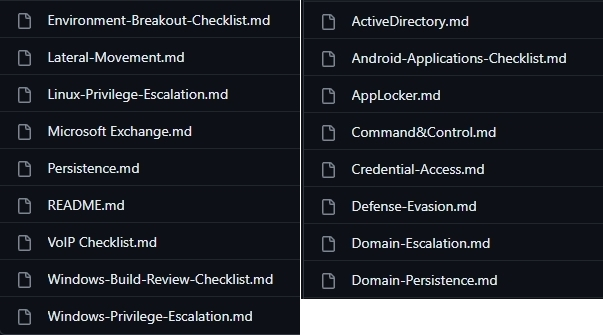 Environment-Breakout-Checklist.md
Lateral-Movement.md
Linux-Privilege-Escalation.md
Microsoft Exchange.md
Persistence.md
README.md
VoIP Checklist.md
Windows-Build-Review-Checklist.md
Windows-Privilege-Escalation.md
ActiveDirectory.md
Android-Applications-Checklist.md
AppLocker.md
Command&Control.md
Credential-Access.md
Defense-Evasion.md
Domain-Escalation.md
Domain-Persistence.md